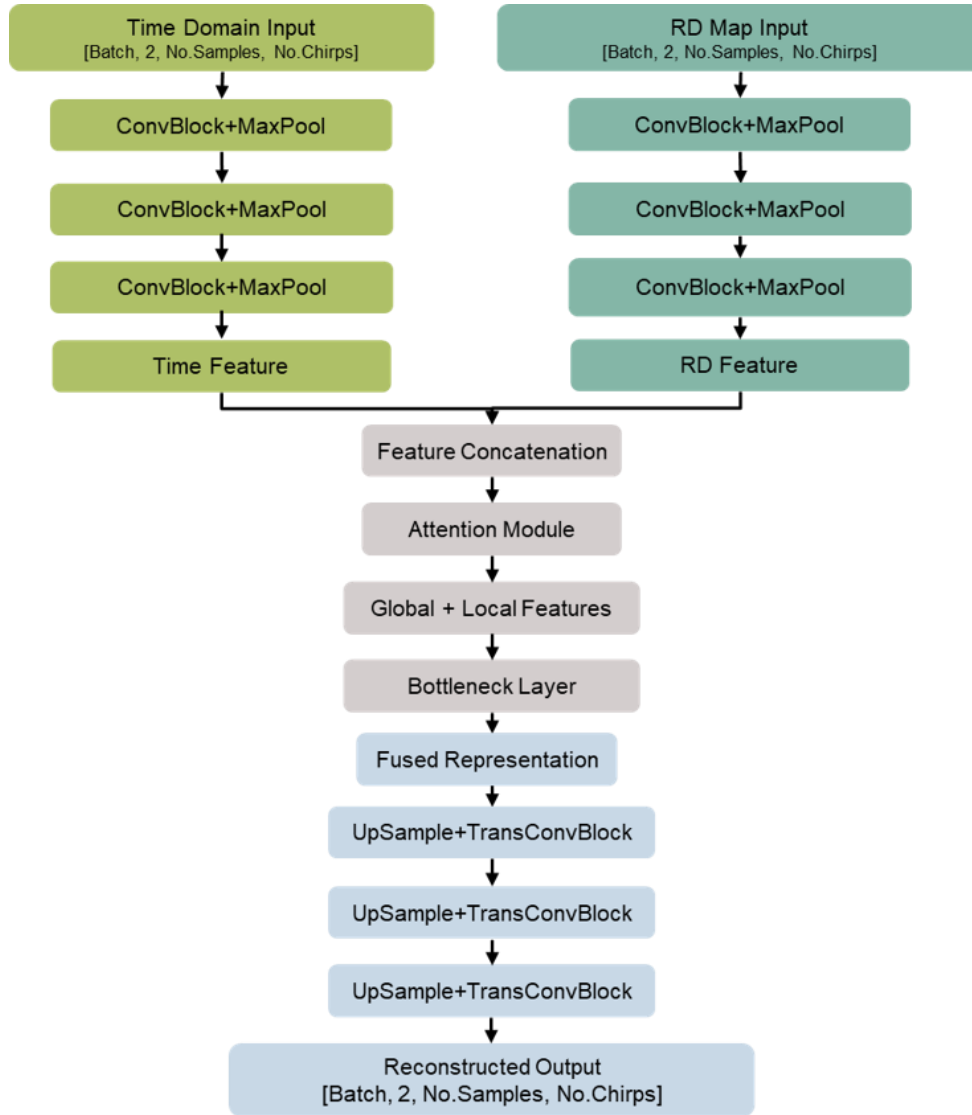 Time Domain Input
[Batch, 2, No.Samples, No.Chirps]
ConvBlock+MaxPool
ConvBlock+MaxPool
ConvBlock+MaxPool
Time Feature
RD Map Input
[Batch, 2, No.Samples, No.Chirps]
ConvBlock+MaxPool
ConvBlock+MaxPool
ConvBlock+MaxPool
RD Feature
Feature Concatenation
Attention Module
Global + Local Features
Bottleneck Layer
Fused Representation
UpSample+TransConvBlock
UpSample+TransConvBlock
UpSample+TransConvBlock
Reconstructed Output
[Batch, 2, No.Samples, No.Chirps]